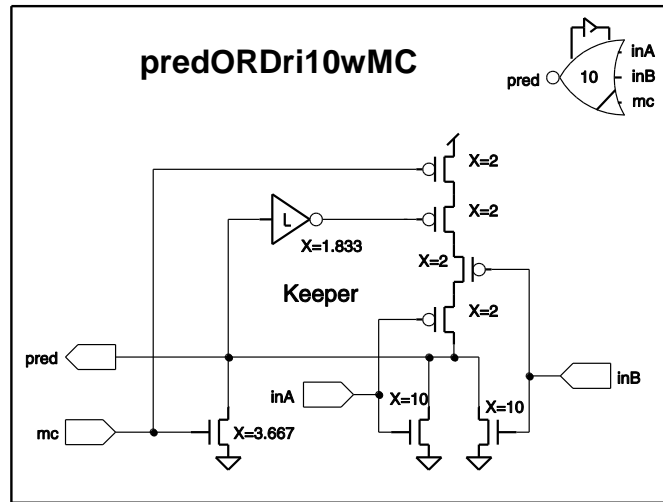 predORDri10wMC
inA
pred
10
inB
mc
X=2
X=2
L
X=1.833
X=2
Keeper
X=2
pred
inA
X=10
X=10
inB
mc
X=3.667